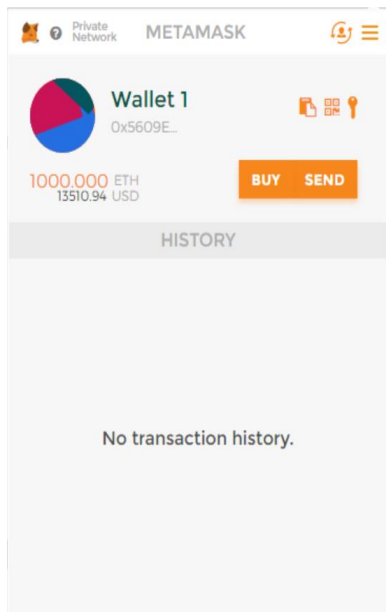 ? Private Network METAMASK
Wallet 1
0x5609E...
1000.000 ETH
13510.94 USD
BUY SEND
HISTORY
No transaction history.